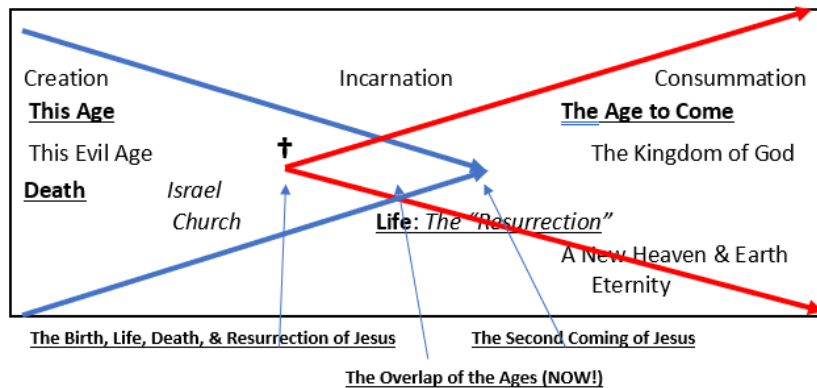 Creation Incarnation Consummation
This Age The Age to Come
✝
This Evil Age The Kingdom of God
Death Israel
Church Life: The “Resurrection”
A New Heaven & Earth
Eternity
The Birth, Life, Death, & Resurrection of Jesus The Second Coming of Jesus
The Overlap of the Ages (NOW!)